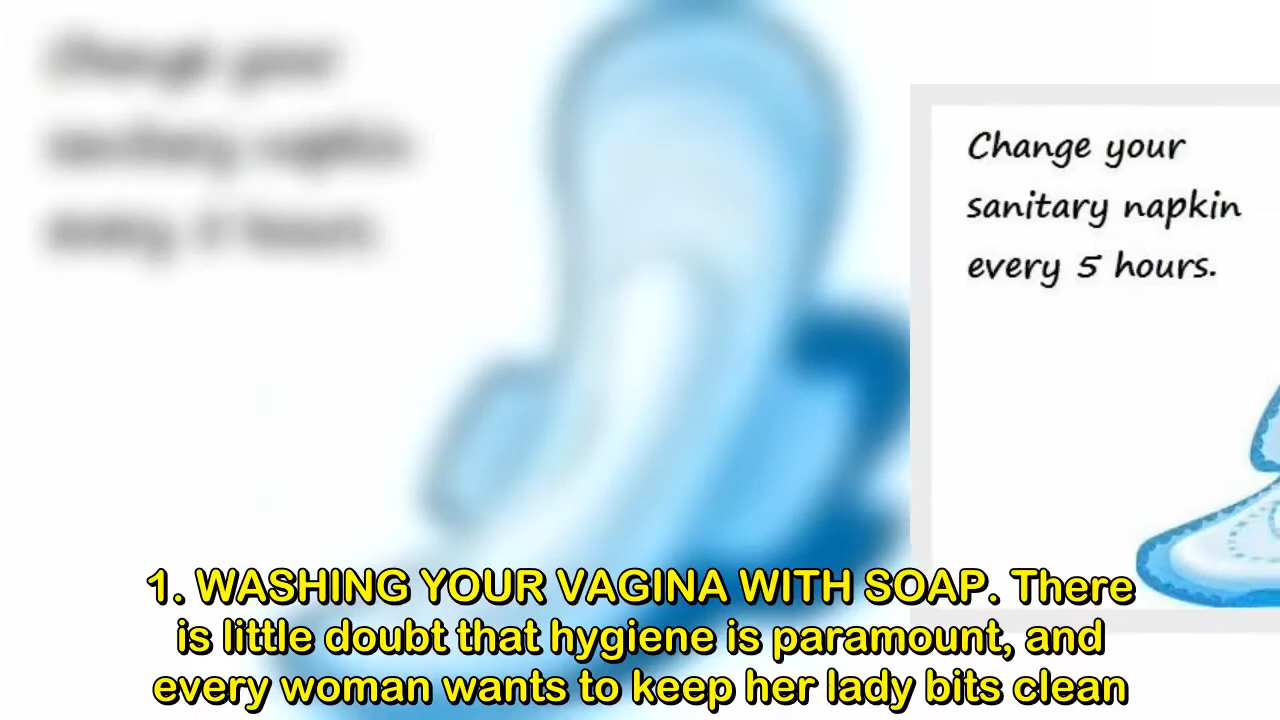 Change your
sanitary napkin
every 5 hours.
1. WASHING YOUR VAGINA WITH SOAP. There
is little doubt that hygiene is paramount, and
every woman wants to keep her lady bits clean